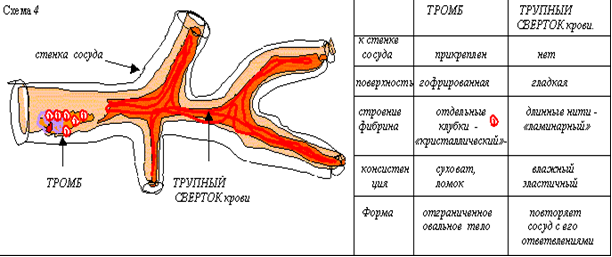 Схема 4
стенка сосуда
ТРОМБ
ТРУПНЫЙ
СВЕРТОК крови
ТРОМБ
ТРУПНЫЙ
СВЕРТОК крови.
к стенке
сосуда
прикреплен
нет
поверхность
гофрированная
гладкая
строение
фибрина
отдельные
клубки -
«кристаллический»-
длинные нити -
«ламинарный»
консистен
ция
суховат,
ломок
влажный
эластичный
Форма
отграниченное
овальное тело
повторяет
сосуд с его
ответвлениями